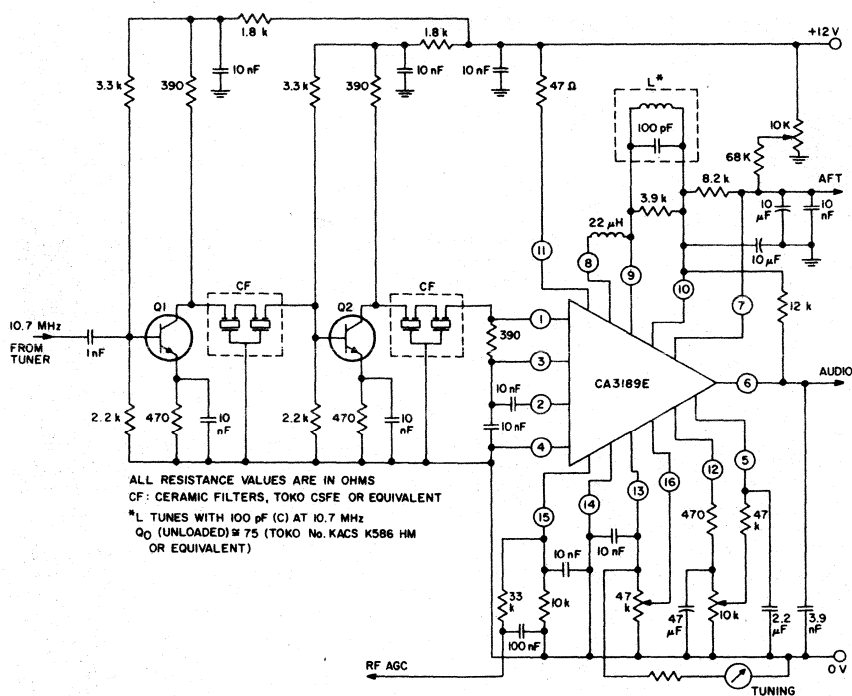 1.8 k
1.8 k
+12 V
3.3 k
390
10 nF
3.3k
390
10 nF
10 nF
47 Ω
L*
100 pF
10K
68K
8.2 k
AFT
3.9 k
10 μF
10 nF
22 μH
10 μF
11
8
9
10
7
12 k
Q1
CF
Q2
CF
10.7 MHz
FROM TUNER
1 nF
1
390
3
CA3189E
6
AUDIO
10 nF
2
2.2 k
470
10 nF
2.2 k
470
10 nF
10 nF
4
5
12
16
13
14
15
ALL RESISTANCE VALUES ARE IN OHMS
CF: CERAMIC FILTERS, TOKO CSFE OR EQUIVALENT
*L TUNES WITH 100 pF (C) AT 10.7 MHz
QO (UNLOADED) ≅ 75 (TOKO No. KACS K586 HM
OR EQUIVALENT)
470
47 k
10 nF
10 nF
33 k
10 k
47 k
47 μF
10k
2.2 μF
3.9 nF
100 nF
0 V
RF AGC
TUNING